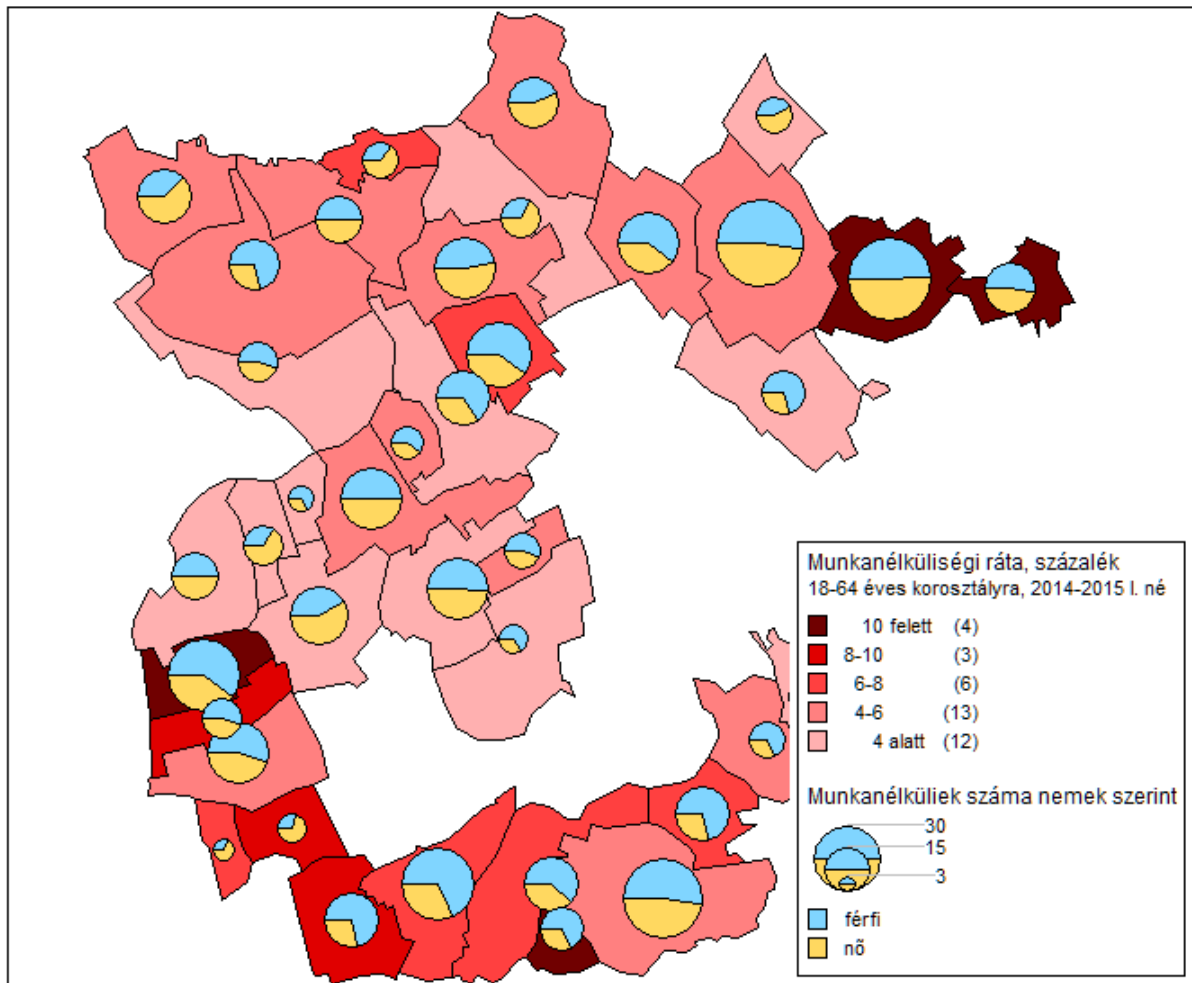 Munkanélküliségi ráta, százalék
18-64 éves korosztályra, 2014-2015 I. né
10 felett (4)
8-10 (3)
6-8 (6)
4-6 (13)
4 alatt (12)
Munkanélküliek száma nemek szerint
30
15
3
férfi
nõ